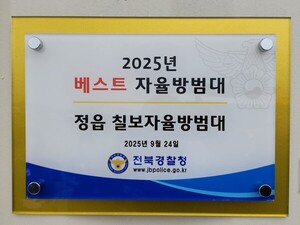 2025년
베스트 자율방범대
정읍 칠보자율방범대
2025년 9월 24일
전북경찰청
www.jbpolice.go.kr